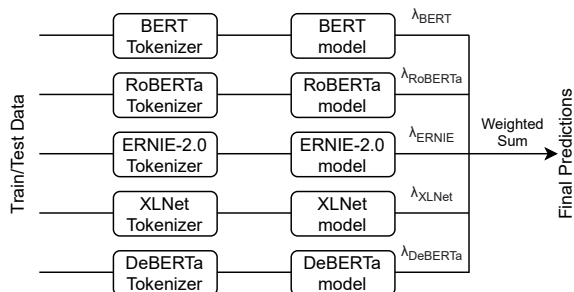 Train/Test Data
BERT
Tokenizer
BERT
model
λBERT
RoBERTa
Tokenizer
RoBERTa
model
λRoBERTa
ERNIE-2.0
Tokenizer
ERNIE-2.0
model
λERNIE
XLNet
Tokenizer
XLNet
model
λXLNet
DeBERTa
Tokenizer
DeBERTa
model
λDeBERTa
Weighted
Sum
Final Predictions